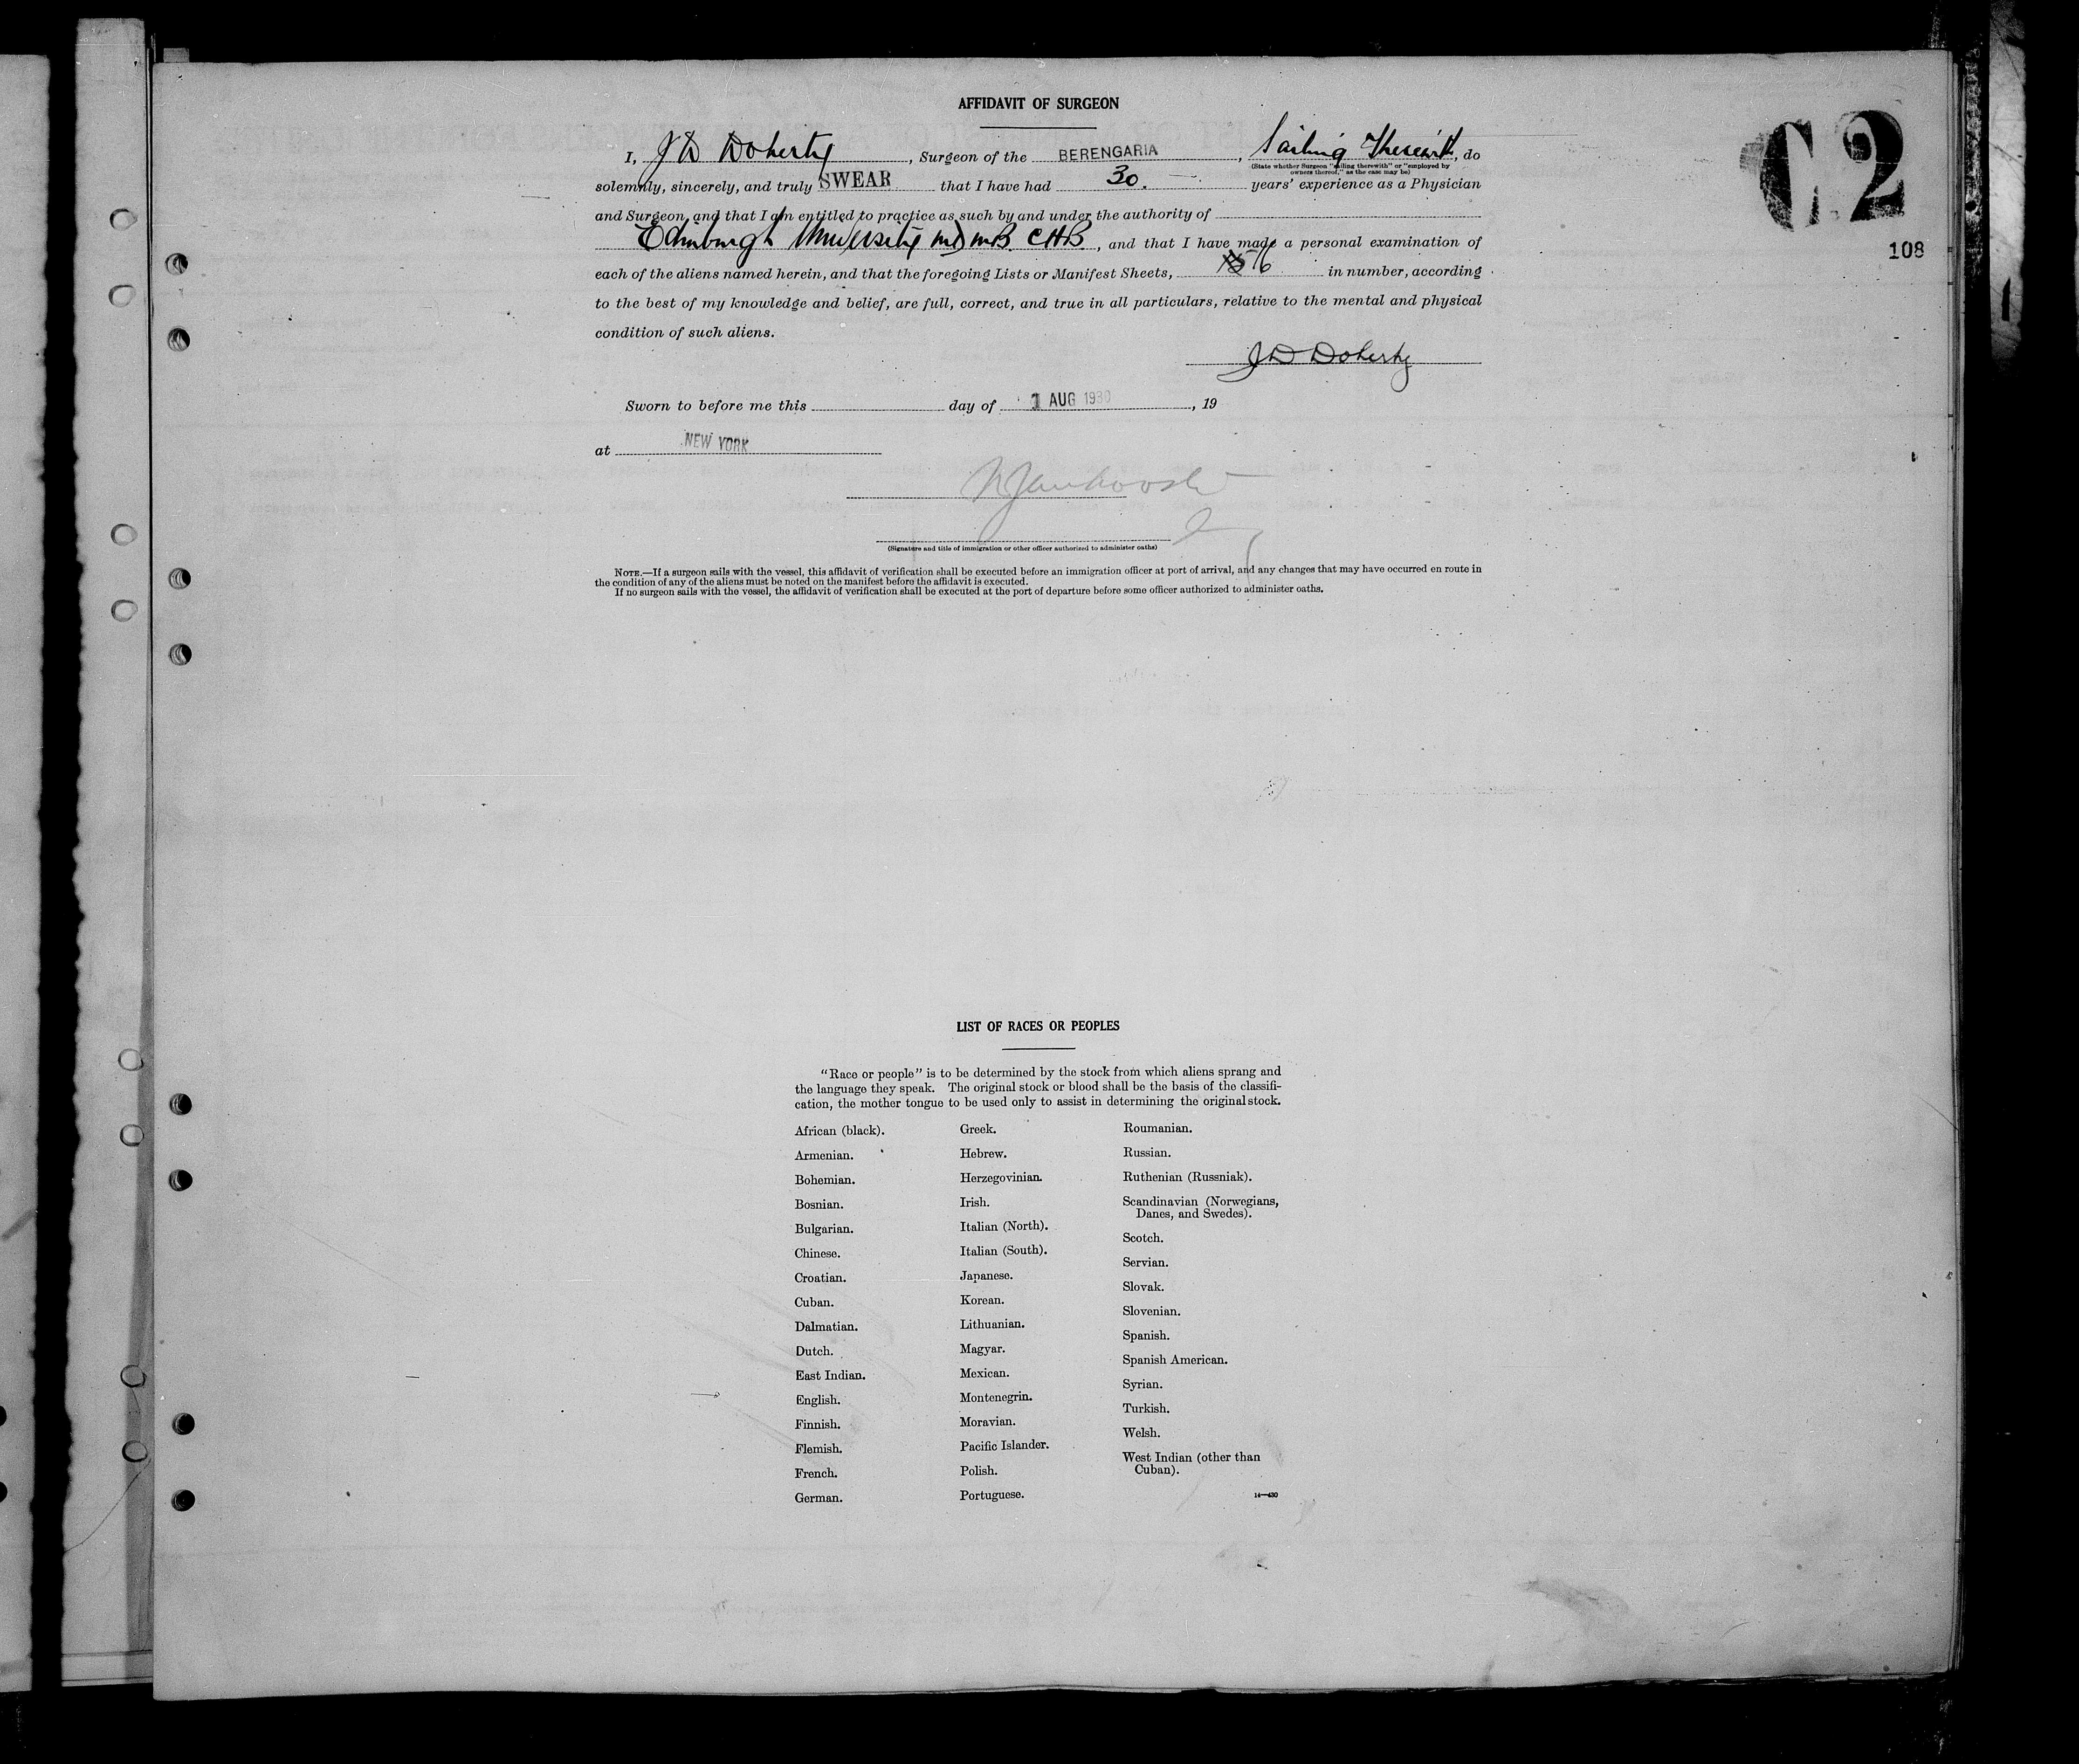 AFFIDAVIT OF SURGEON
C2
108
I, J D Doherty, Surgeon of the BERENGARIA, Sailing Therewith, do
(State whether Surgeon "sailing therewith" or "employed by
owners thereof," as the case may be)
solemnly, sincerely, and truly SWEAR that I have had 30. years' experience as a Physician
and Surgeon, and that I am entitled to practice as such by and under the authority of
Edinburgh University MD MB. CHB, and that I have made a personal examination of
each of the aliens named herein, and that the foregoing Lists or Manifest Sheets, in number, according
to the best of my knowledge and belief, are full, correct, and true in all particulars, relative to the mental and physical
condition of such aliens.
J D Doherty
Sworn to before me this day of 1 AUG 1930, 19
at NEW YORK
(Signature and title of immigration or other officer authorized to administer oaths)
NOTE.—If a surgeon sails with the vessel, this affidavit of verification shall be executed before an immigration officer at port of arrival, and any changes that may have occurred en route in
the condition of any of the aliens must be noted on the manifest before the affidavit is executed.
If no surgeon sails with the vessel, the affidavit of verification shall be executed at the port of departure before some officer authorized to administer oaths.
LIST OF RACES OR PEOPLES
"Race or people" is to be determined by the stock from which aliens sprang and
the language they speak. The original stock or blood shall be the basis of the classifi-
cation, the mother tongue to be used only to assist in determining the original stock.
African (black).
Armenian.
Bohemian.
Bosnian.
Bulgarian.
Chinese.
Croatian.
Cuban.
Dalmatian.
Dutch.
East Indian.
English.
Finnish.
Flemish.
French.
German.
Greek.
Hebrew.
Herzegovinian.
Irish.
Italian (North).
Italian (South).
Japanese.
Korean.
Lithuanian.
Magyar.
Mexican.
Montenegrin.
Moravian.
Pacific Islander.
Polish.
Portuguese.
Roumanian.
Russian.
Ruthenian (Russniak).
Scandinavian (Norwegians,
Danes, and Swedes).
Scotch.
Servian.
Slovak.
Slovenian.
Spanish.
Spanish American.
Syrian.
Turkish.
Welsh.
West Indian (other than
Cuban).
14—430